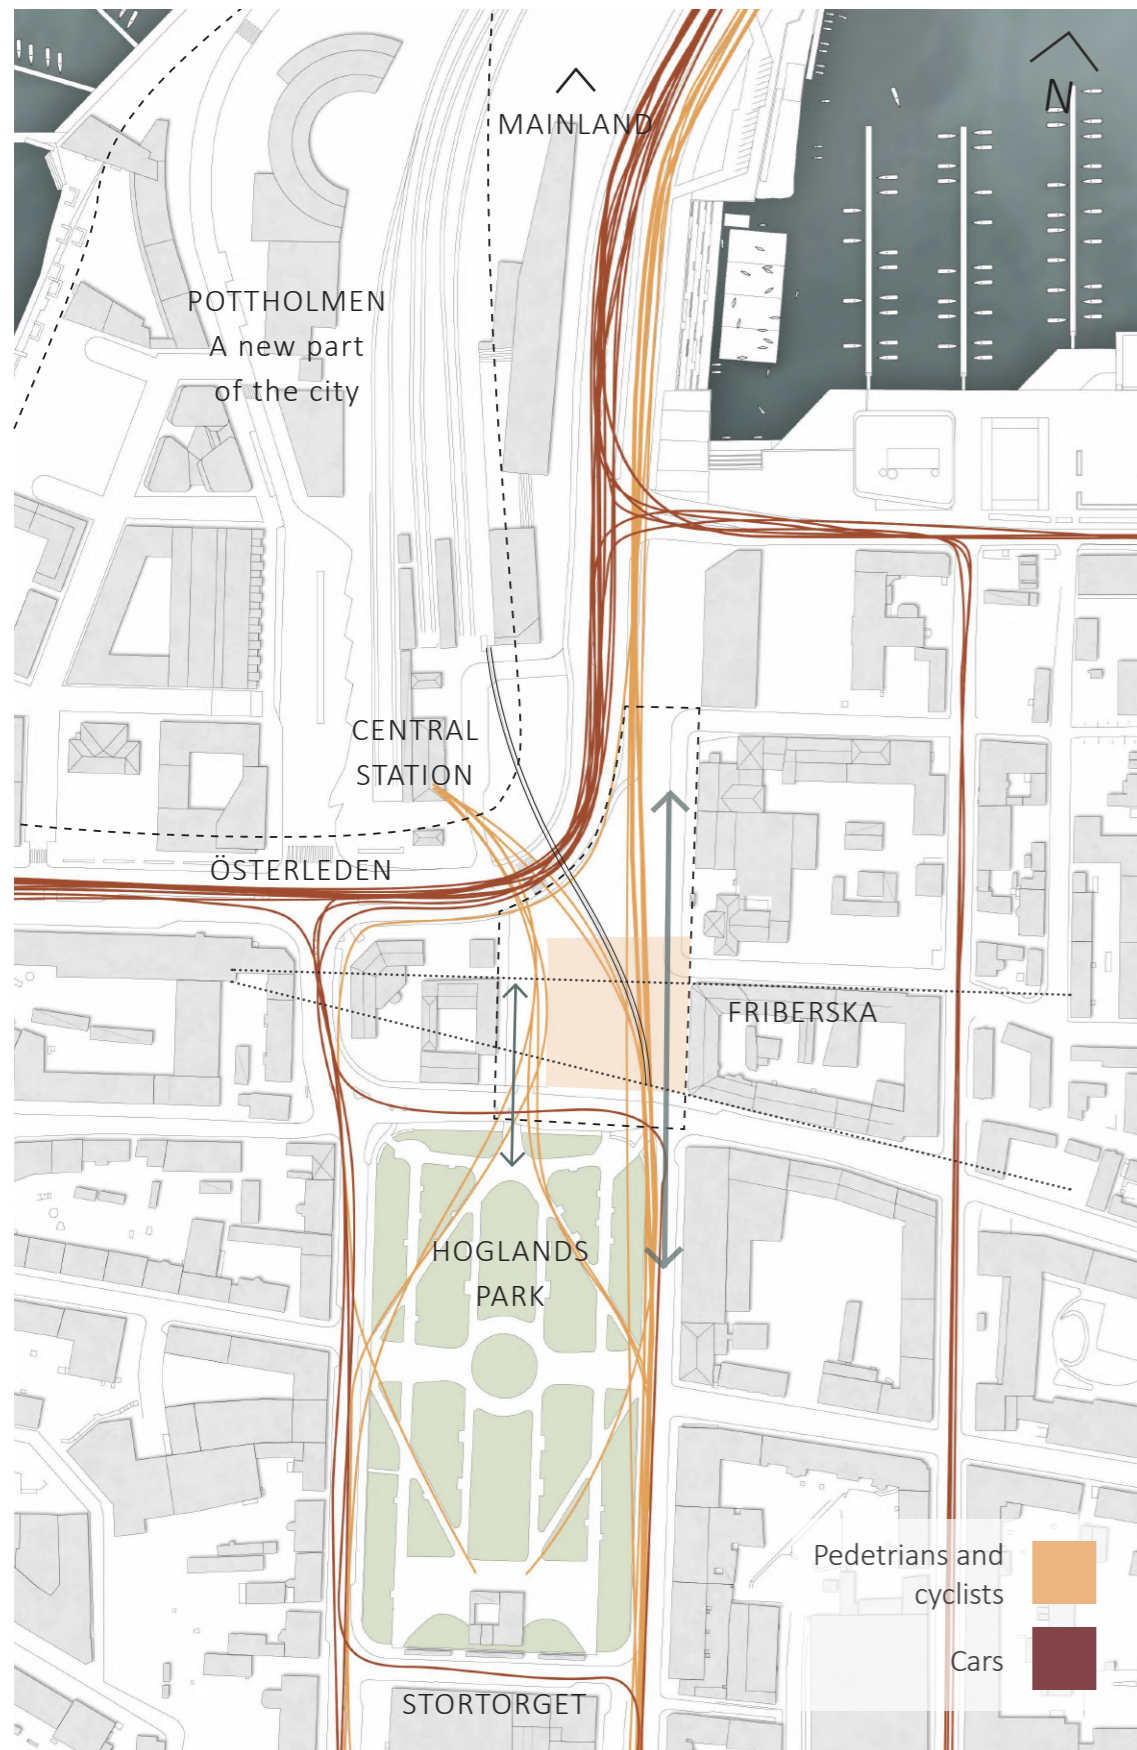 N
MAINLAND
POTTHOLMEN
A new part
of the city
CENTRAL
STATION
ÖSTERLEDEN
FRIBERSKA
HOGLANDS
PARK
Pedetrians and
cyclists
Cars
STORTORGET